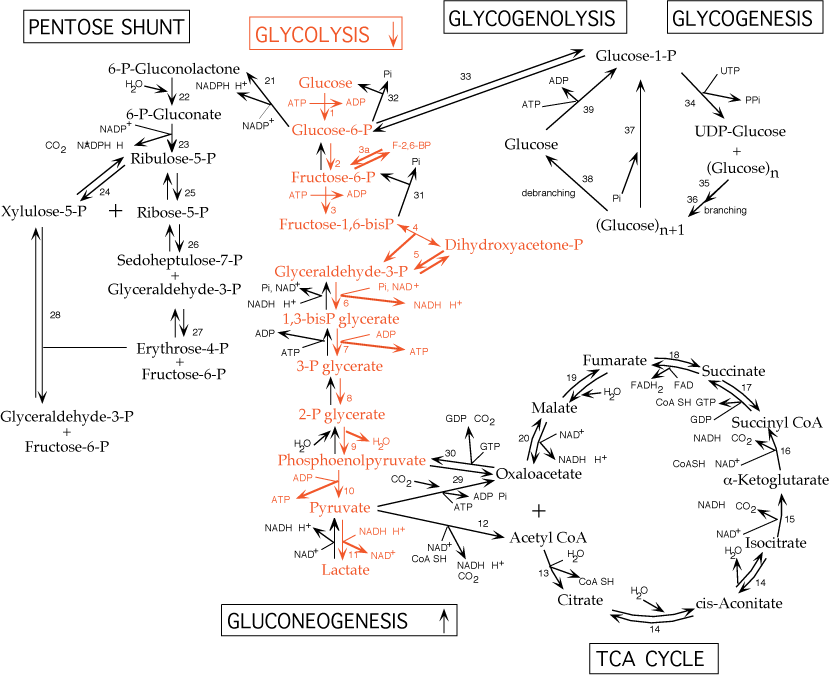 PENTOSE SHUNT
GLYCOLYSIS
GLYCOGENOLYSIS
GLYCOGENESIS
6-P-Gluconolactone
H2O
22
NADPH H+
21
NADP+
6-P-Gluconate
NADP+
23
CO2 NADPH H
Ribulose-5-P
24
25
Xylulose-5-P
+
Ribose-5-P
26
Sedoheptulose-7-P
+
Glyceraldehyde-3-P
27
28
Erythrose-4-P
+
Fructose-6-P
Glyceraldehyde-3-P
+
Fructose-6-P
Glucose
ATP
ADP
1
Pi
32
33
Glucose-6-P
2
3a
F-2,6-BP
Fructose-6-P
ATP
ADP
3
Pi
31
Fructose-1,6-bisP
4
Dihydroxyacetone-P
5
Glyceraldehyde-3-P
Pi, NAD+
NADH H+
Pi, NAD+
6
NADH H+
1,3-bisP glycerate
ADP
ATP
ADP
7
ATP
3-P glycerate
8
2-P glycerate
H2O
9
H2O
Phosphoenolpyruvate
ADP
10
ATP
Pyruvate
NADH H+
NAD+
NADH H+
11
NAD+
Lactate
GLUCONEOGENESIS
Glucose-1-P
ADP
ATP
39
Glucose
37
38
debranching
Pi
(Glucose)n+1
UTP
34
PPi
UDP-Glucose
+
(Glucose)n
35
36
branching
GDP CO2
GTP
30
CO2
29
ATP
ADP Pi
Oxaloacetate
+
12
NAD+
CoA SH
NADH H+
CO2
Acetyl CoA
H2O
13
CoA SH
Citrate
H2O
14
cis-Aconitate
H2O
14
Isocitrate
NADH CO2
NAD+
15
α-Ketoglutarate
NADH CO2
CoASH NAD+
16
Succinyl CoA
CoA SH GTP
GDP
17
Succinate
18
FADH2 FAD
Fumarate
19
H2O
Malate
20
NAD+
NADH H+
TCA CYCLE